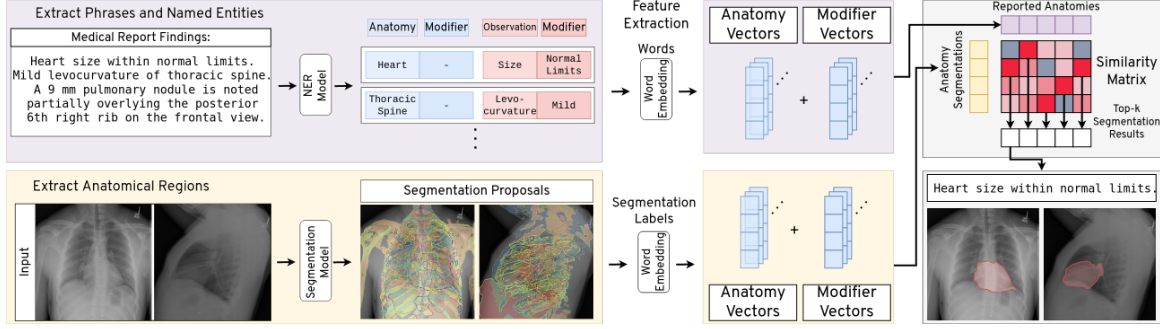 Extract Phrases and Named Entities
Medical Report Findings:
Heart size within normal limits.
Mild levocurvature of thoracic spine.
A 9 mm pulmonary nodule is noted
partially overlying the posterior
6th right rib on the frontal view.
NER
Model
Anatomy
Modifier
Observation
Modifier
Heart
-
Size
Normal
Limits
Thoracic
Spine
-
Levo-
curvature
Mild
Feature
Extraction
Words
Word
Embedding
Anatomy
Vectors
Modifier
Vectors
+
Reported Anatomies
Anatomy
Segmentations
Similarity
Matrix
Top-k
Segmentation
Results
Extract Anatomical Regions
Input
Segmentation
Model
Segmentation Proposals
Segmentation
Labels
Word
Embedding
+
Anatomy
Vectors
Modifier
Vectors
Heart size within normal limits.